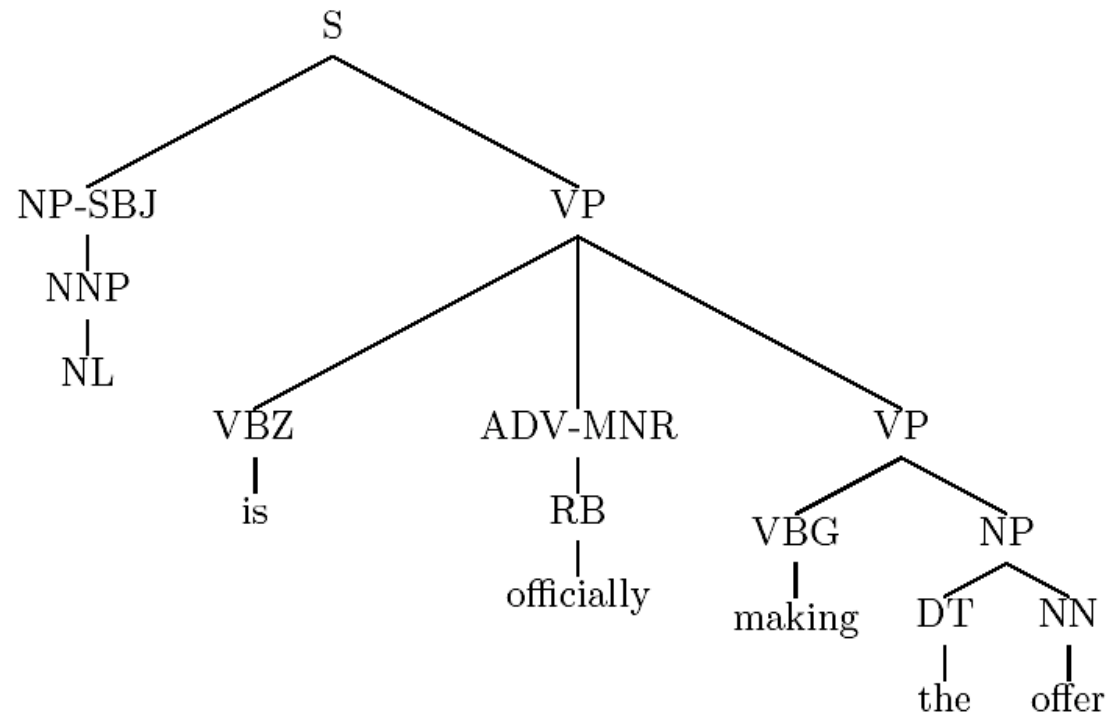 S
NP-SBJ VP
NNP
NL
VBZ ADV-MNR VP
is RB VBG NP
officially making DT NN
the offer